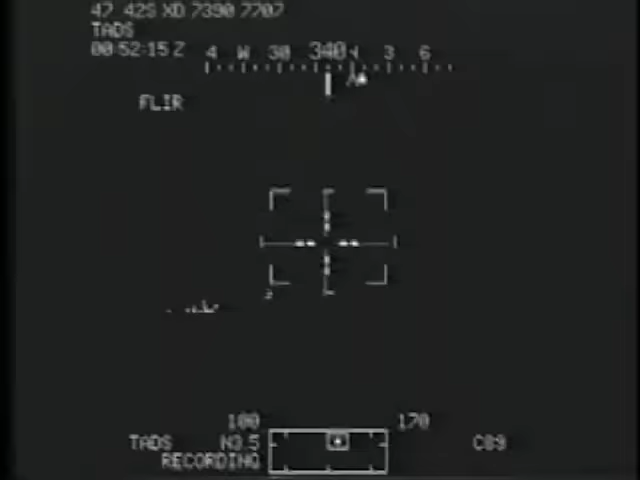 47 42S XD 7390 7707
TADS
00:52:15 Z
4 W 30 340 3 6
FLIR
100 170
TADS N3.5 C89
RECORDING